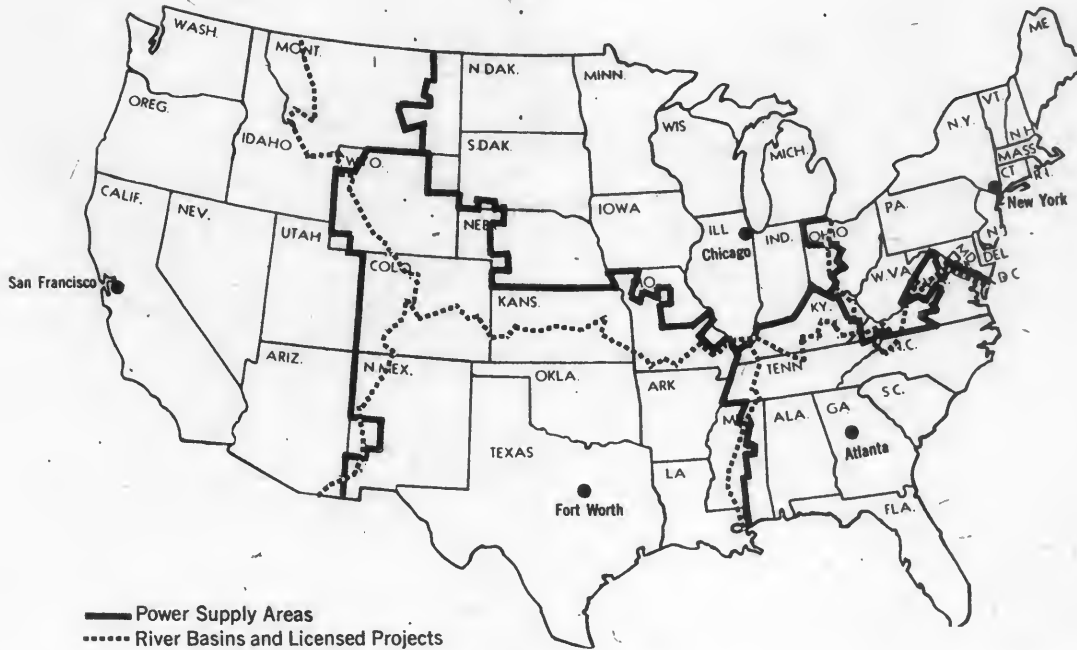 WASH.
MONT.
N DAK.
MINN.
ME
OREG.
IDAHO
S.DAK.
WIS
MICH.
N.Y.
VT.
N H
MASS
CT
R.I.
New York
CALIF.
NEV.
UTAH
IOWA
ILL
Chicago
IND.
OHIO
PA.
DEL
D C
W.VA
San Francisco
COLO.
KANS.
KY.
ARIZ.
N.MEX.
OKLA.
ARK
TENN
N.C.
S.C.
TEXAS
LA
ALA.
GA
Atlanta
Fort Worth
FLA.
Power Supply Areas
River Basins and Licensed Projects